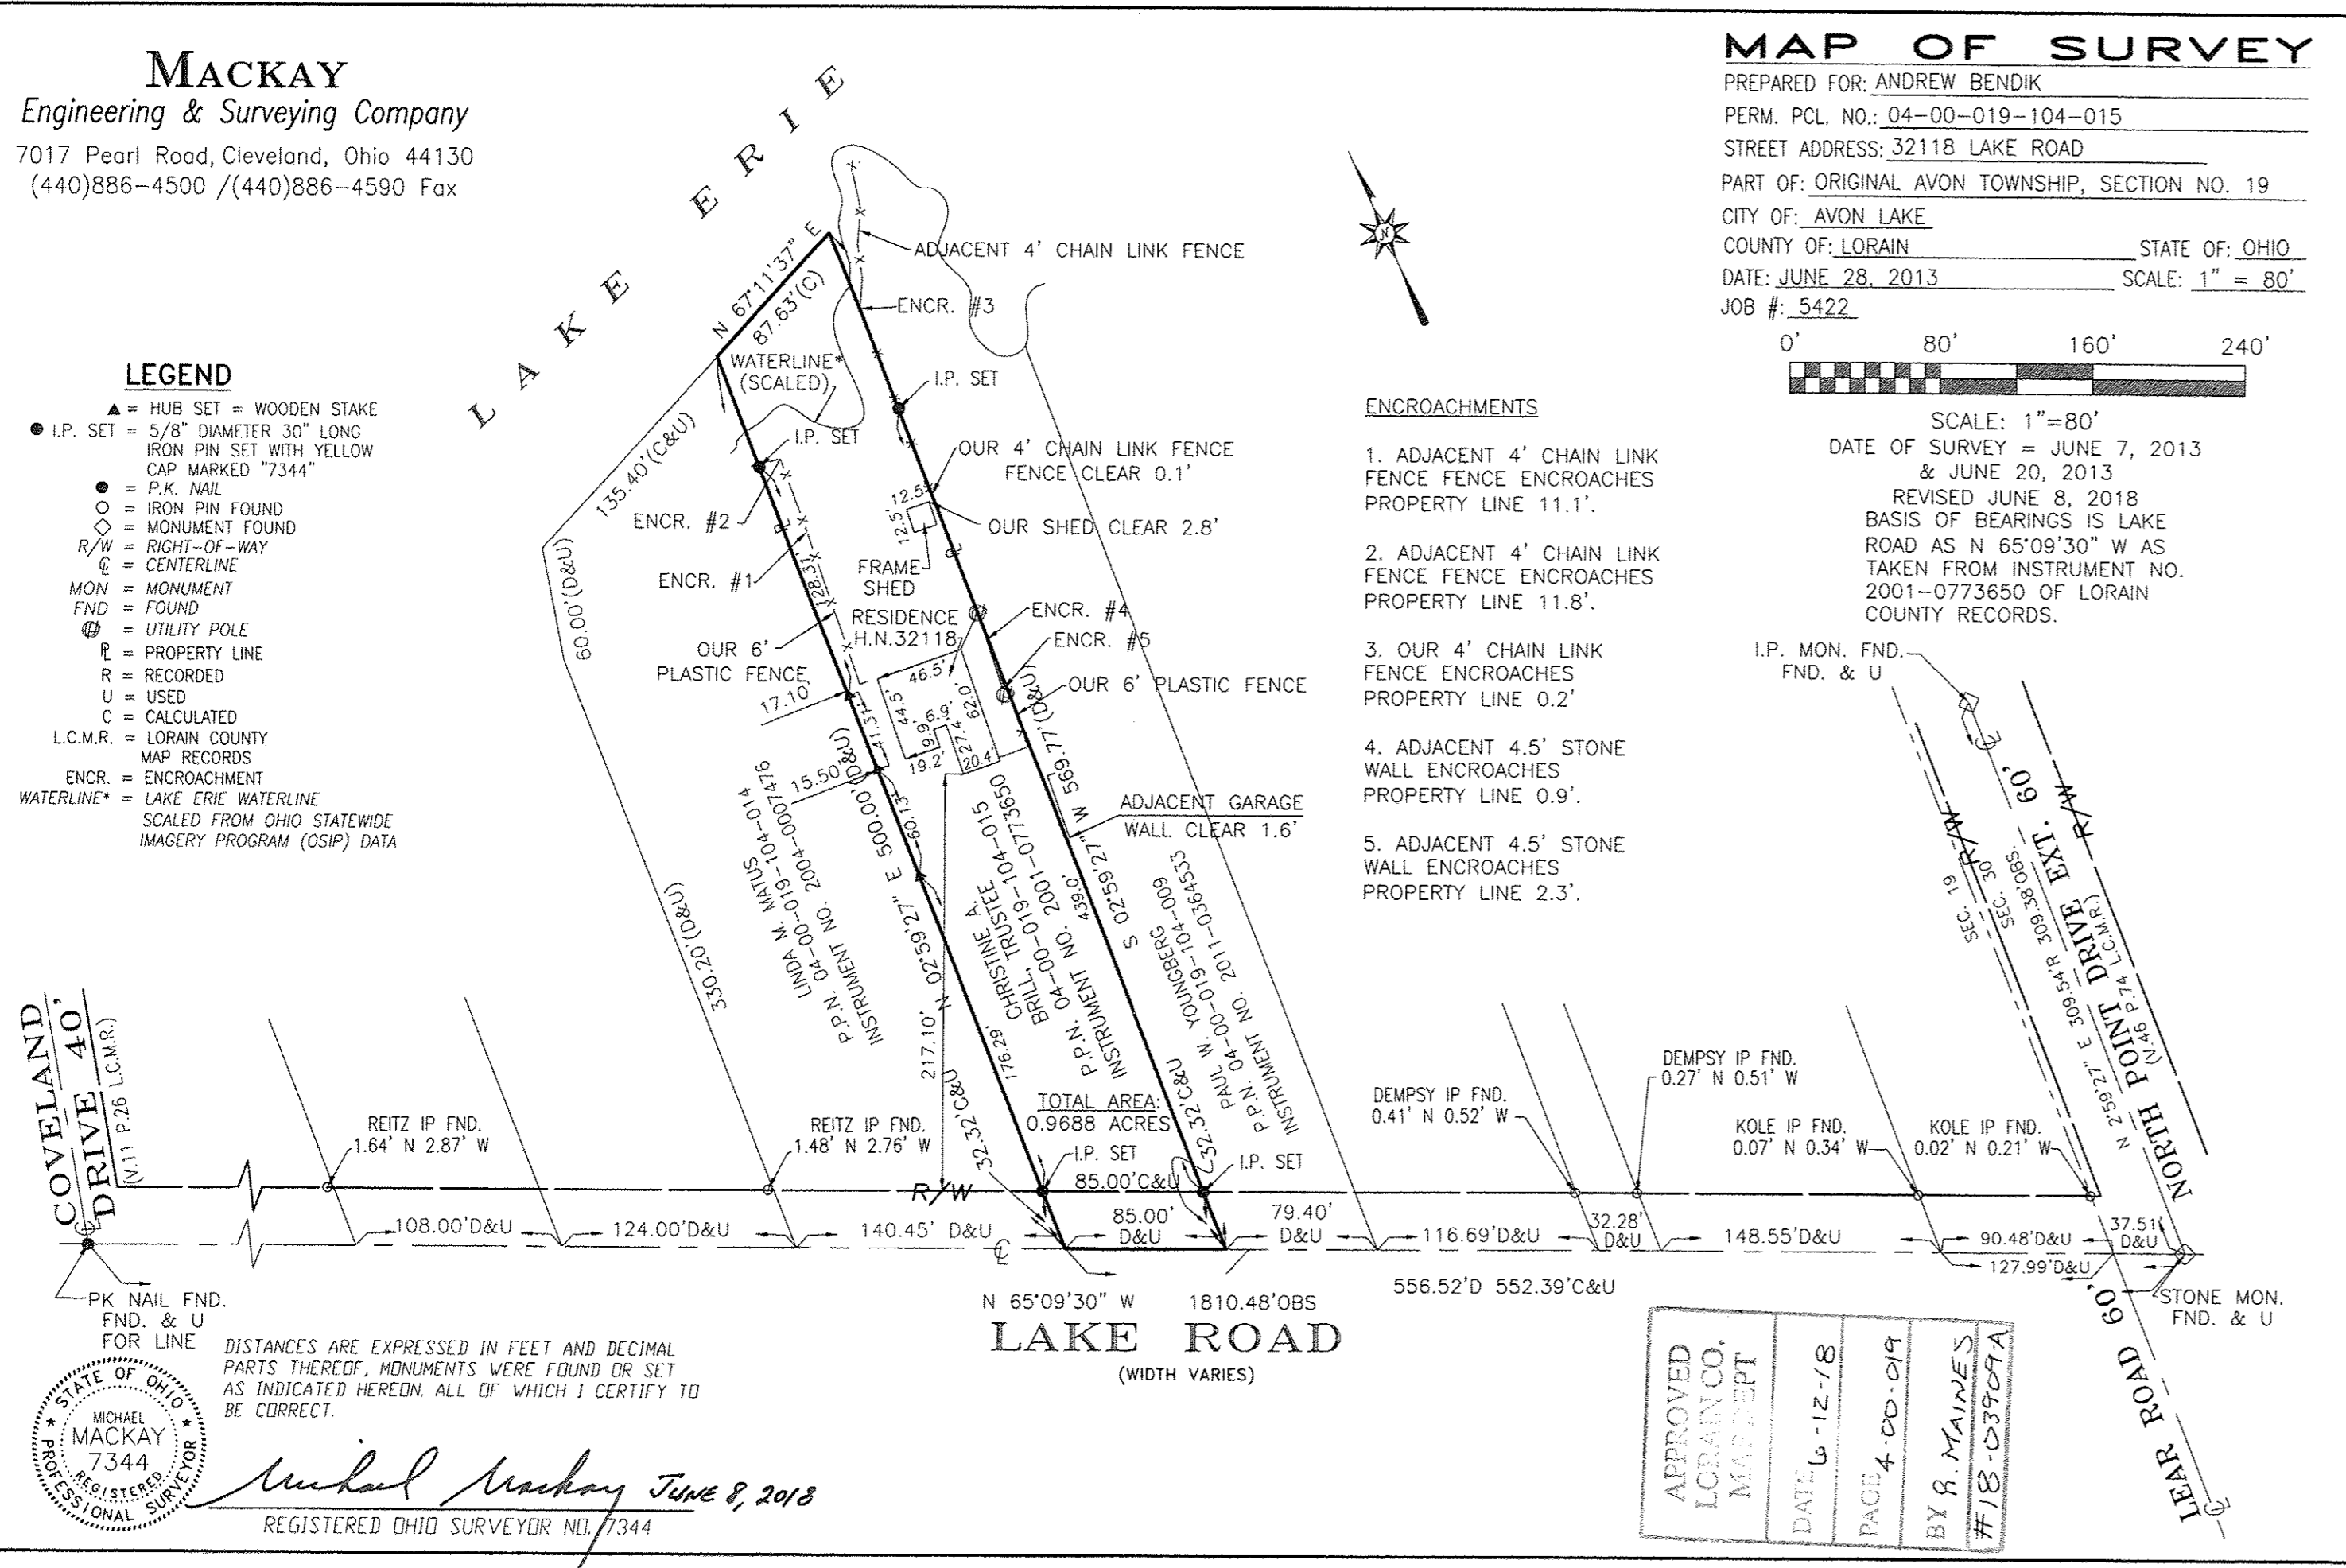 MACKAY
Engineering & Surveying Company
7017 Pearl Road, Cleveland, Ohio 44130
(440)886-4500 /(440)886-4590 Fax
MAP OF SURVEY
PREPARED FOR: ANDREW BENDIK
PERM. PCL. NO.: 04-00-019-104-015
STREET ADDRESS: 32118 LAKE ROAD
PART OF: ORIGINAL AVON TOWNSHIP, SECTION NO. 19
CITY OF: AVON LAKE
COUNTY OF: LORAIN STATE OF: OHIO
DATE: JUNE 28, 2013 SCALE: 1" = 80'
JOB #: 5422
0' 80' 160' 240'
SCALE: 1"=80'
DATE OF SURVEY = JUNE 7, 2013
& JUNE 20, 2013
REVISED JUNE 8, 2018
BASIS OF BEARINGS IS LAKE
ROAD AS N 65°09'30" W AS
TAKEN FROM INSTRUMENT NO.
2001-0773650 OF LORAIN
COUNTY RECORDS.
LEGEND
▲ = HUB SET = WOODEN STAKE
● I.P. SET = 5/8" DIAMETER 30" LONG
IRON PIN SET WITH YELLOW
CAP MARKED "7344"
● = P.K. NAIL
○ = IRON PIN FOUND
◇ = MONUMENT FOUND
R/W = RIGHT-OF-WAY
℄ = CENTERLINE
MON = MONUMENT
FND = FOUND
= UTILITY POLE
= PROPERTY LINE
R = RECORDED
U = USED
C = CALCULATED
L.C.M.R. = LORAIN COUNTY
MAP RECORDS
ENCR. = ENCROACHMENT
WATERLINE* = LAKE ERIE WATERLINE
SCALED FROM OHIO STATEWIDE
IMAGERY PROGRAM (OSIP) DATA
LAKE ERIE
N 67°11'37" E
87.63'(C)
WATERLINE*
(SCALED)
ADJACENT 4' CHAIN LINK FENCE
ENCR. #3
I.P. SET
I.P. SET
OUR 4' CHAIN LINK FENCE
FENCE CLEAR 0.1'
12.5'
12.5'
OUR SHED CLEAR 2.8'
FRAME
SHED
135.40'(C&U)
60.00'(D&U)
330.20'(D&U)
ENCR. #2
ENCR. #1
128.31'
RESIDENCE
H.N.32118
ENCR. #4
ENCR. #5
OUR 6'
PLASTIC FENCE
OUR 6' PLASTIC FENCE
17.10'
46.5'
44.5'
62.0'
6.9'
9.9'
27.4'
19.2'
20.4'
41.31'
15.50'
60.13'
ADJACENT GARAGE
WALL CLEAR 1.6'
N 02°59'27" E 500.00'(D&U)
S 02°59'27" W 569.77'(D&U)
439.0'
LINDA M. MATUS
P.P.N. 04-00-019-104-014
INSTRUMENT NO. 2004-0007476
CHRISTINE A.
BRILL, TRUSTEE
P.P.N. 04-00-019-104-015
INSTRUMENT NO. 2001-0773650
PAUL W. YOUNGBERG
P.P.N. 04-00-019-104-009
INSTRUMENT NO. 2011-0364533
217.10'
176.29'
32.32'C&U
32.32'C&U
TOTAL AREA:
0.9688 ACRES
I.P. SET
I.P. SET
85.00'C&U
R/W
ENCROACHMENTS
1. ADJACENT 4' CHAIN LINK
FENCE FENCE ENCROACHES
PROPERTY LINE 11.1'.
2. ADJACENT 4' CHAIN LINK
FENCE FENCE ENCROACHES
PROPERTY LINE 11.8'.
3. OUR 4' CHAIN LINK
FENCE ENCROACHES
PROPERTY LINE 0.2'
4. ADJACENT 4.5' STONE
WALL ENCROACHES
PROPERTY LINE 0.9'.
5. ADJACENT 4.5' STONE
WALL ENCROACHES
PROPERTY LINE 2.3'.
I.P. MON. FND.
FND. & U
R/W
R/W
SEC. 19
SEC. 30
N 2°59'27" E 309.54'R 309.38'OBS.
NORTH POINT DRIVE EXT. 60'
(V.46 P.74 L.C.M.R.)
COVELAND
DRIVE 40'
(V.11 P.26 L.C.M.R.)
REITZ IP FND.
1.64' N 2.87' W
REITZ IP FND.
1.48' N 2.76' W
DEMPSY IP FND.
0.41' N 0.52' W
DEMPSY IP FND.
0.27' N 0.51' W
KOLE IP FND.
0.07' N 0.34' W
KOLE IP FND.
0.02' N 0.21' W
108.00'D&U
124.00'D&U
140.45' D&U
85.00'
D&U
79.40'
D&U
116.69'D&U
32.28'
D&U
148.55'D&U
90.48'D&U
37.51'
D&U
127.99'D&U
PK NAIL FND.
FND. & U
FOR LINE
N 65°09'30" W 1810.48'OBS
556.52'D 552.39'C&U
STONE MON.
FND. & U
LAKE ROAD
(WIDTH VARIES)
LEAR ROAD 60'
DISTANCES ARE EXPRESSED IN FEET AND DECIMAL
PARTS THEREOF, MONUMENTS WERE FOUND OR SET
AS INDICATED HEREON. ALL OF WHICH I CERTIFY TO
BE CORRECT.
STATE OF OHIO
MICHAEL
MACKAY
7344
REGISTERED
PROFESSIONAL SURVEYOR
Michael Mackay JUNE 8, 2018
REGISTERED OHIO SURVEYOR NO. 7344
APPROVED
LORAIN CO.
MAP DEPT
DATE 6-12-18
PAGE 4-00-019
BY R. MAINES
#18-03909A